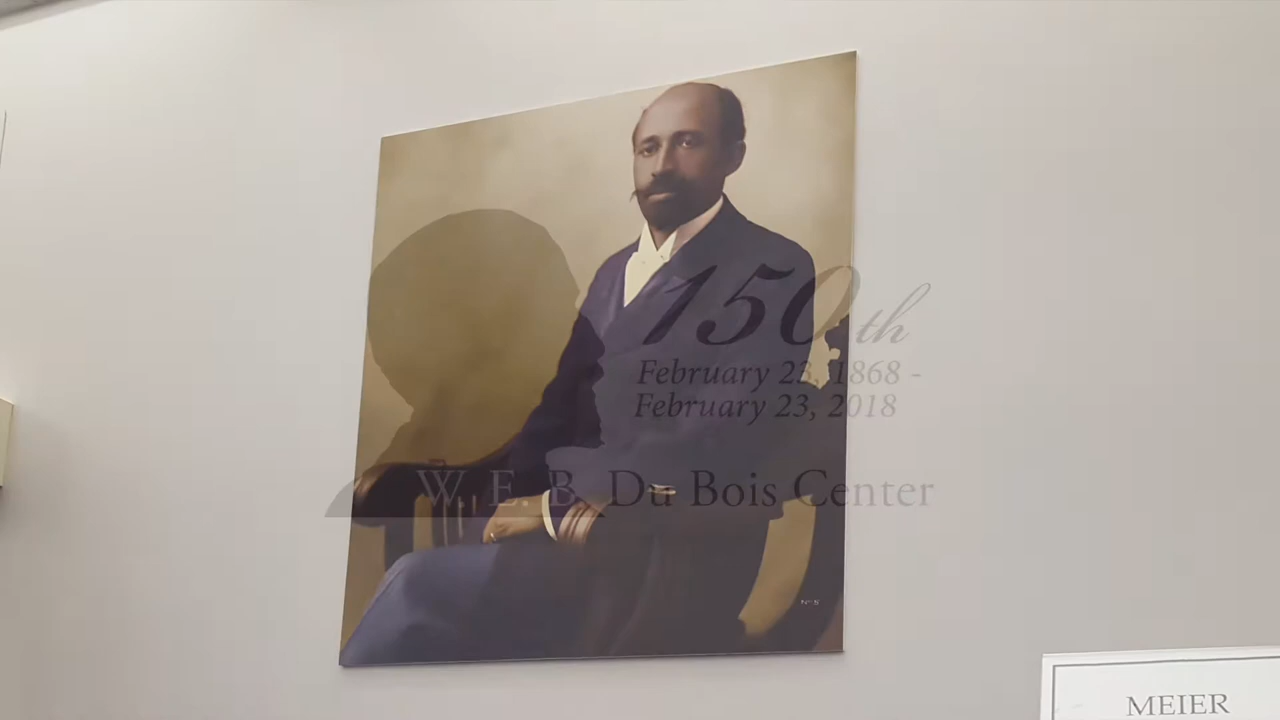 150th
February 23, 1868 -
February 23, 2018
W. E. B. Du Bois Center
MEIER